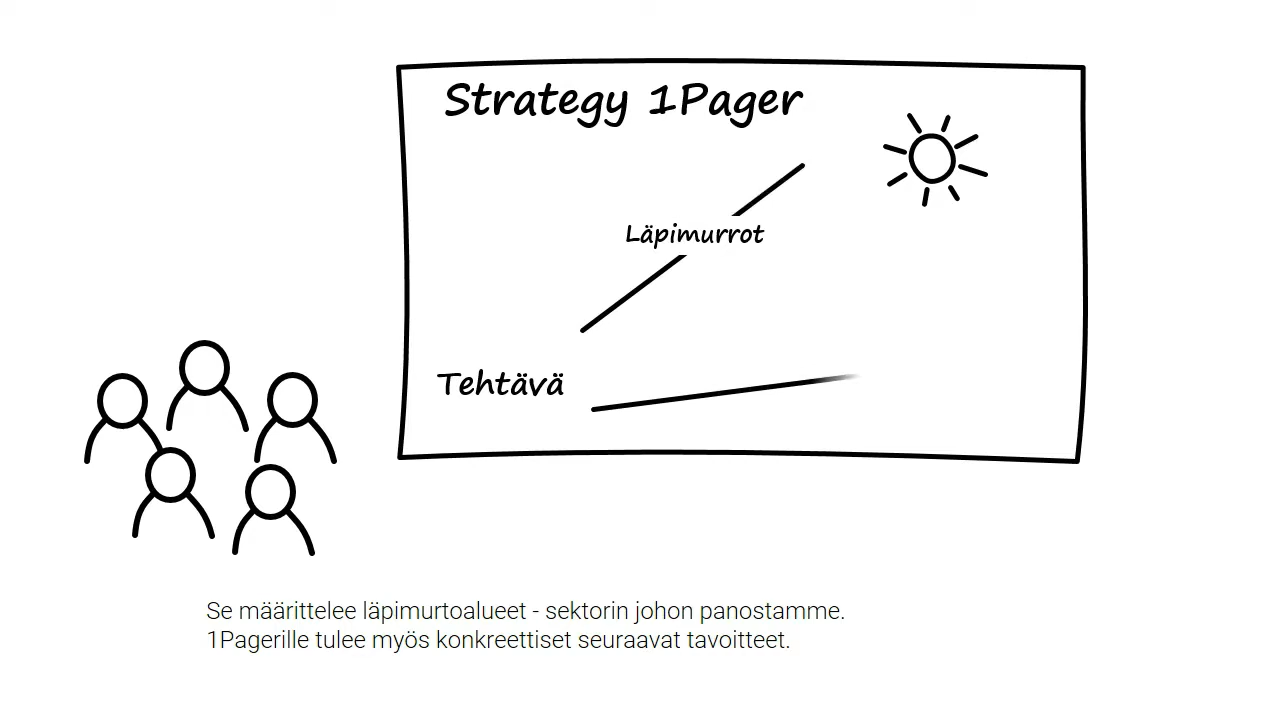 Strategy 1Pager
Läpimurrot
Tehtävä
Se määrittelee läpimurtoalueet - sektorin johon panostamme.
1Pagerille tulee myös konkreettiset seuraavat tavoitteet.